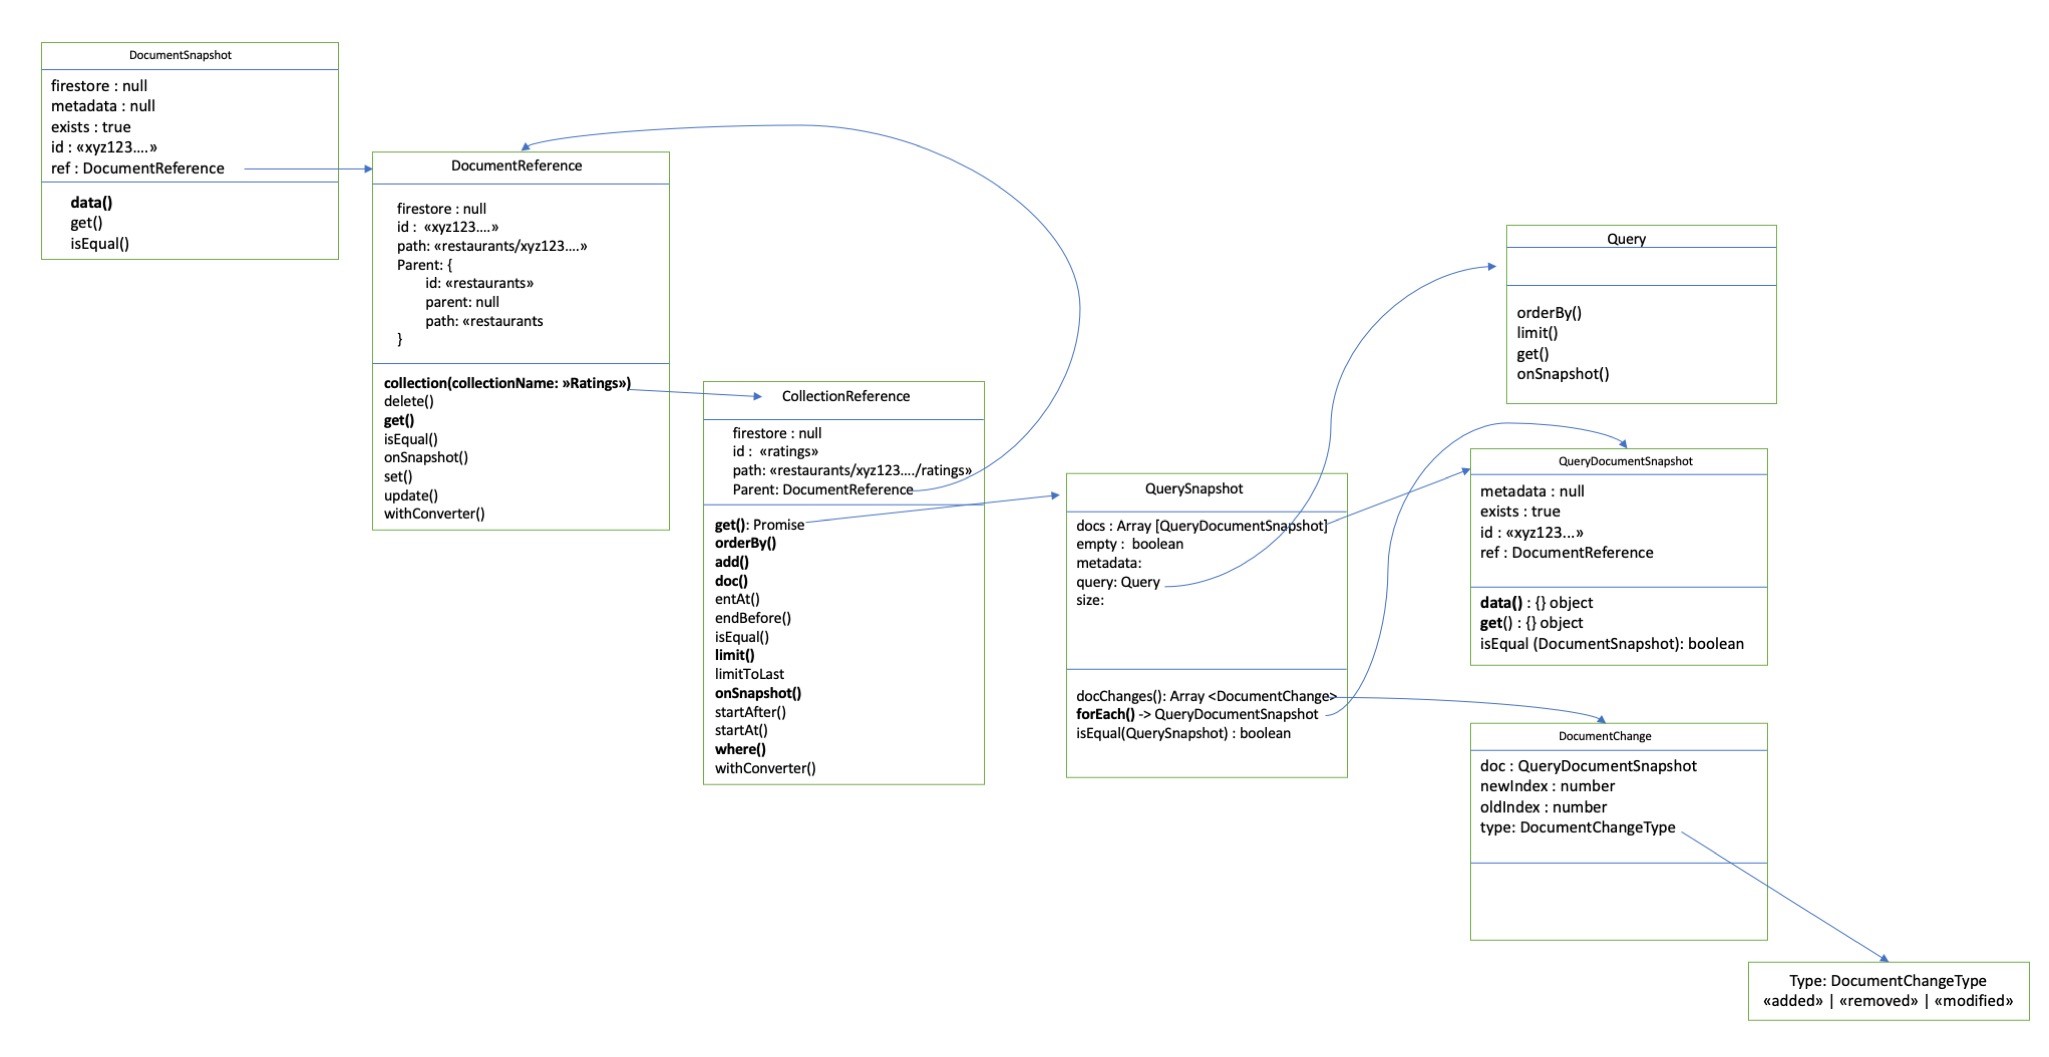 DocumentSnapshot
firestore : null
metadata : null
exists : true
id : «xyz123....»
ref : DocumentReference
data()
get()
isEqual()
DocumentReference
firestore : null
id :  «xyz123....»
path: «restaurants/xyz123....»
Parent: {
id: «restaurants»
parent: null
path: «restaurants
}
collection(collectionName: »Ratings»)
delete()
get()
isEqual()
onSnapshot()
set()
update()
withConverter()
CollectionReference
firestore : null
id :  «ratings»
path: «restaurants/xyz123..../ratings»
Parent: DocumentReference
get(): Promise
orderBy()
add()
doc()
entAt()
endBefore()
isEqual()
limit()
limitToLast
onSnapshot()
startAfter()
startAt()
where()
withConverter()
QuerySnapshot
docs : Array [QueryDocumentSnapshot]
empty :  boolean
metadata:
query: Query
size:
docChanges(): Array <DocumentChange>
forEach() -> QueryDocumentSnapshot
isEqual(QuerySnapshot) : boolean
Query
orderBy()
limit()
get()
onSnapshot()
QueryDocumentSnapshot
metadata : null
exists : true
id : «xyz123...»
ref : DocumentReference
data() : {} object
get() : {} object
isEqual (DocumentSnapshot): boolean
DocumentChange
doc : QueryDocumentSnapshot
newIndex : number
oldIndex : number
type: DocumentChangeType
Type: DocumentChangeType
«added» | «removed» | «modified»